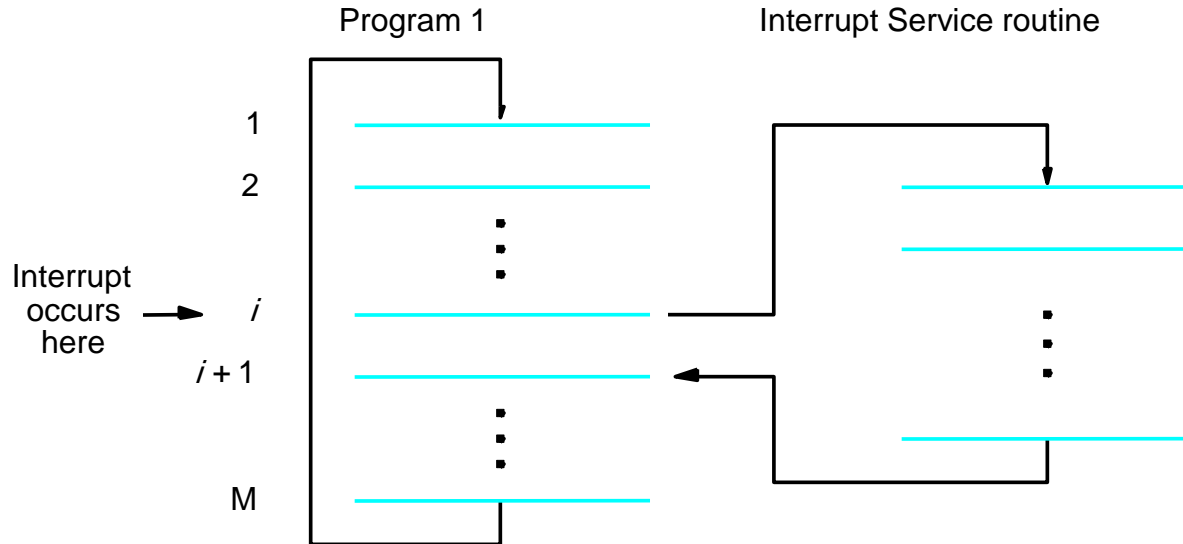 Program 1
Interrupt Service routine
1
2
Interrupt
occurs
here
i
i + 1
M